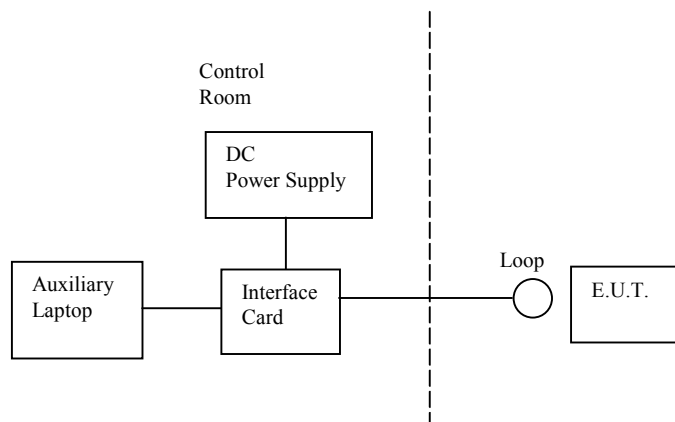 Control
Room
DC
Power Supply
Loop
Auxiliary
Laptop
Interface
Card
E.U.T.